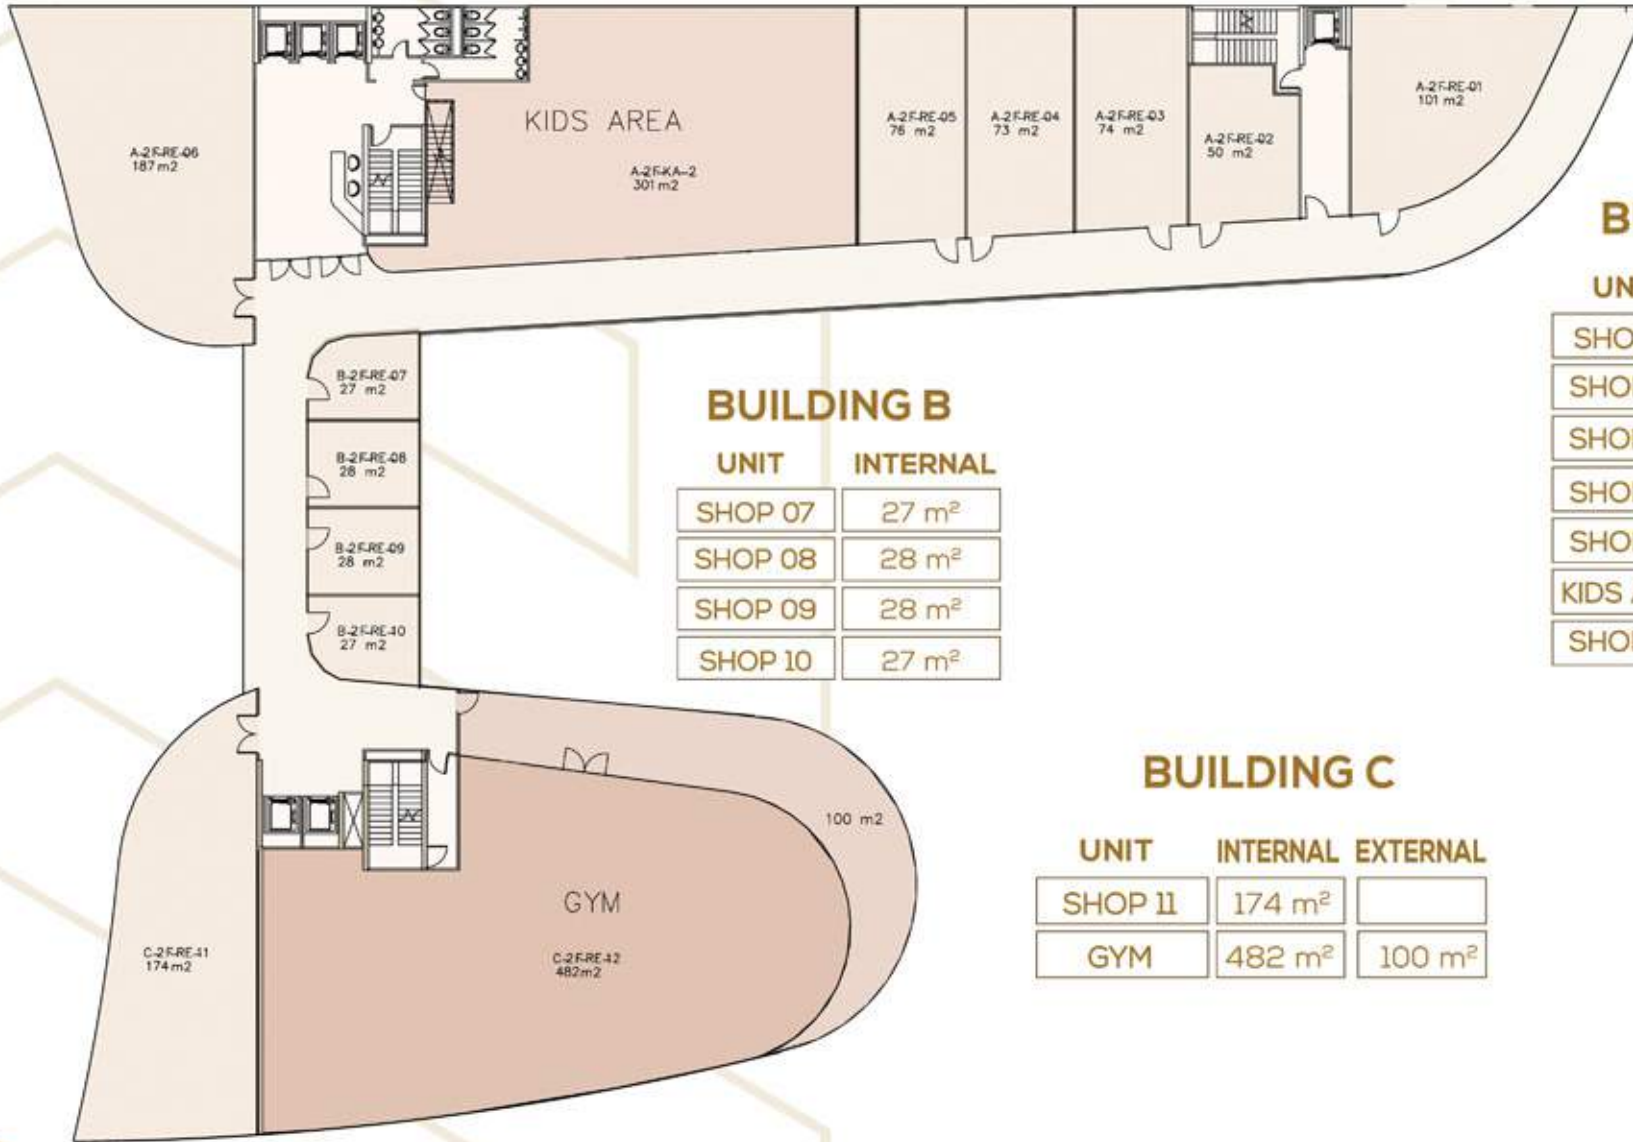 KIDS AREA
A-2F-RE-06
187 m2
A-2F-KA-2
301 m2
A-2F-RE-05
76 m2
A-2F-RE-04
73 m2
A-2F-RE-03
74 m2
A-2F-RE-02
50 m2
A-2F-RE-01
101 m2
B-2F-RE-07
27 m2
B-2F-RE-08
28 m2
B-2F-RE-09
28 m2
B-2F-RE-10
27 m2
BUILDING B
UNIT INTERNAL
SHOP 07 27 m²
SHOP 08 28 m²
SHOP 09 28 m²
SHOP 10 27 m²
B
UN
SHO
SHO
SHO
SHO
SHO
KIDS
SHO
100 m2
GYM
C-2F-RE-12
482m2
C-2F-RE-11
174 m2
BUILDING C
UNIT INTERNAL EXTERNAL
SHOP 11 174 m²
GYM 482 m² 100 m²